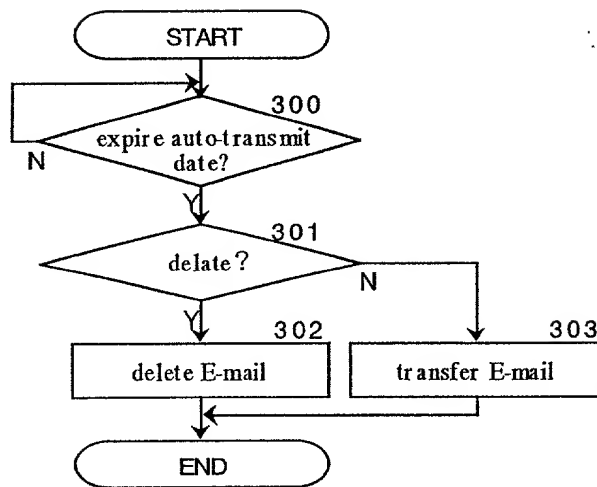 START
300
expire auto-transmit
N
date?
Y
301
delate?
N
Y
302
303
delete E-mail
transfer E-mail
END